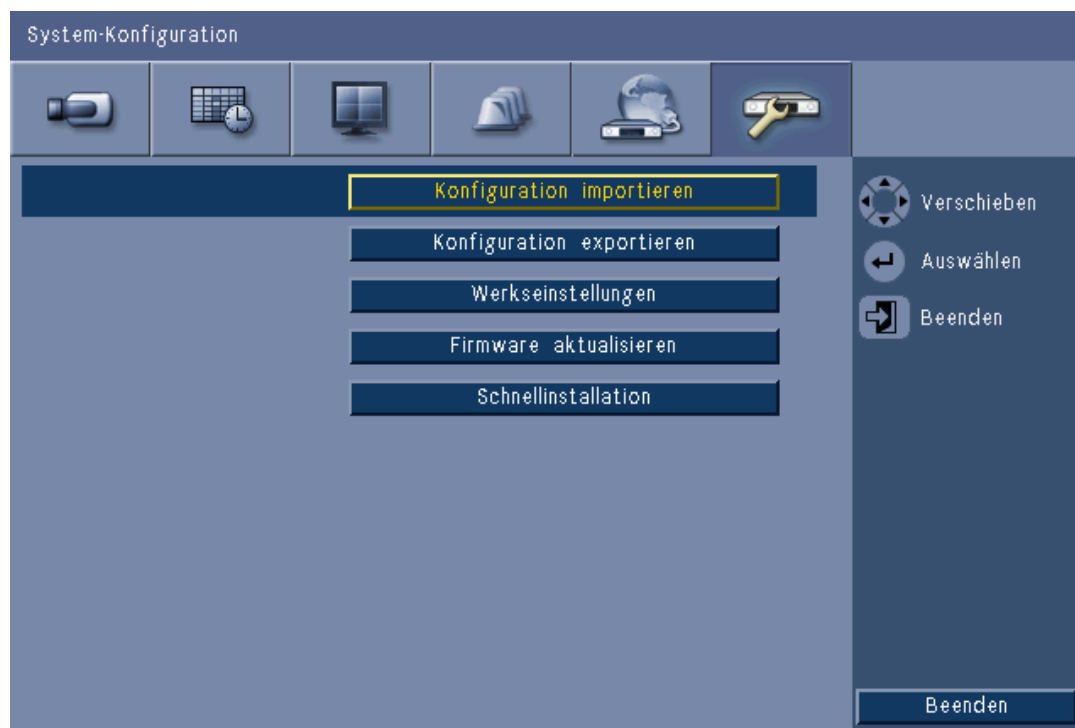 System-Konfiguration
Konfiguration importieren
Konfiguration exportieren
Werkseinstellungen
Firmware aktualisieren
Schnellinstallation
Verschieben
Auswählen
Beenden
Beenden